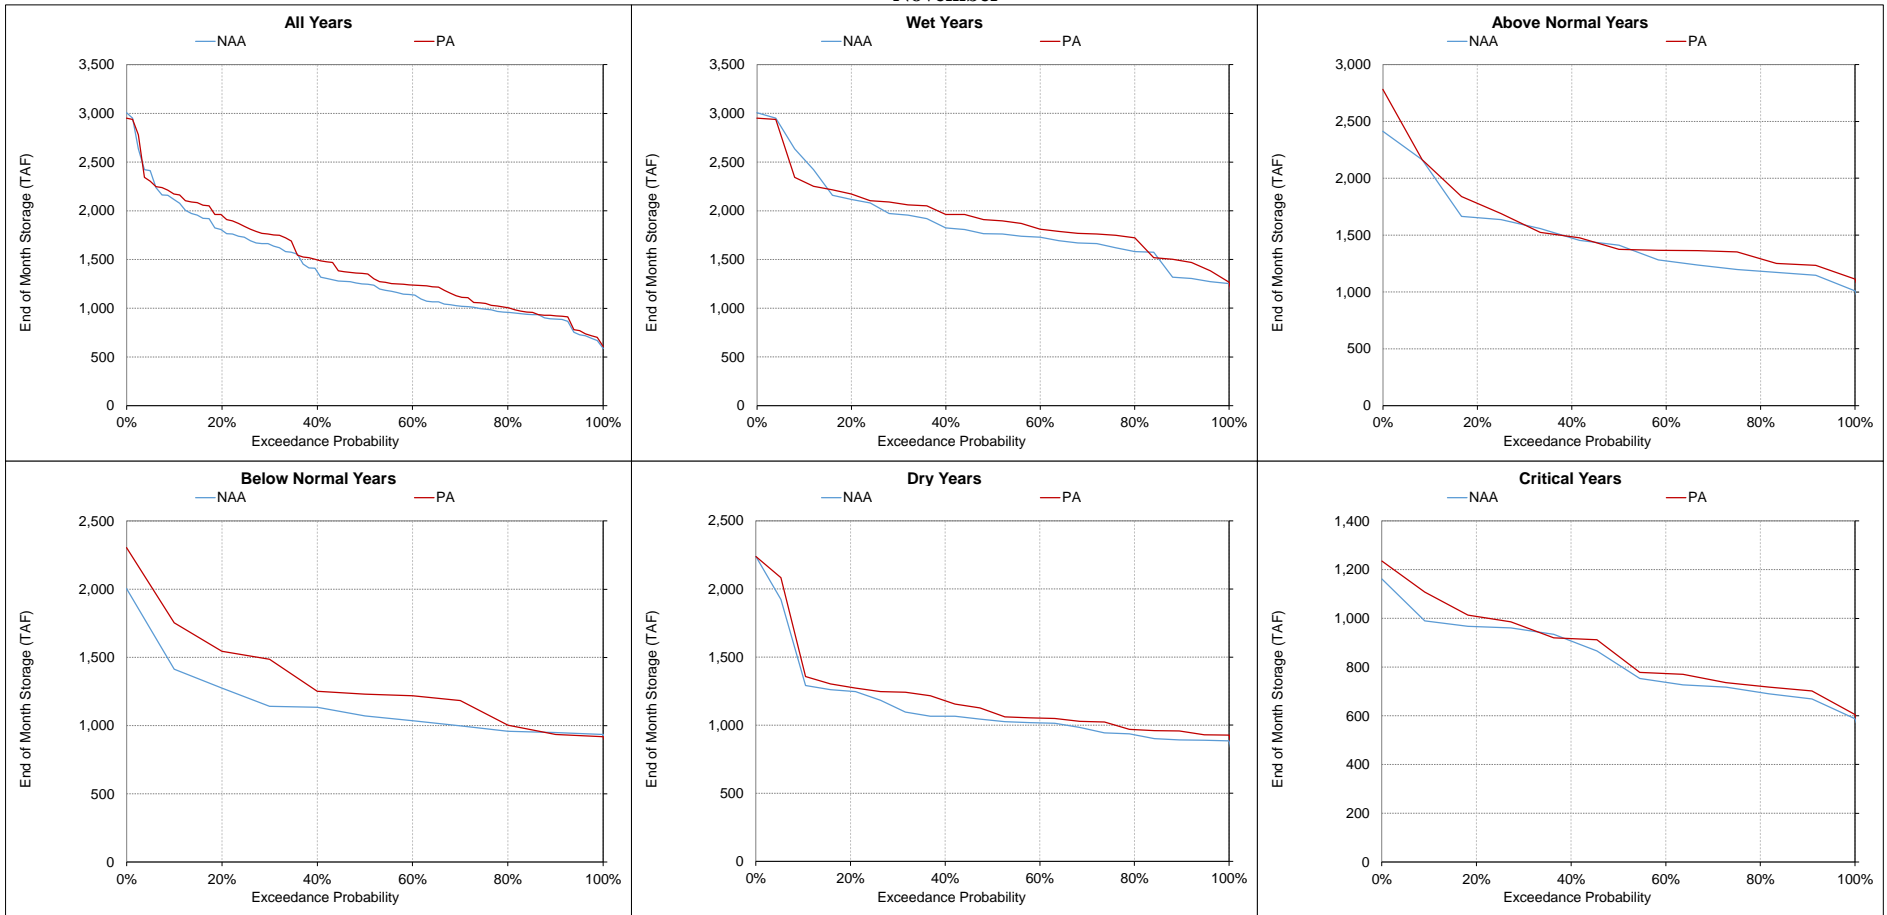 All Years
NAA PA
3,500
3,000
2,500
2,000
1,500
1,000
500
0
End of Month Storage (TAF)
0% 20% 40% 60% 80% 100%
Exceedance Probability
Wet Years
NAA PA
3,500
3,000
2,500
2,000
1,500
1,000
500
0
End of Month Storage (TAF)
0% 20% 40% 60% 80% 100%
Exceedance Probability
Above Normal Years
NAA PA
3,000
2,500
2,000
1,500
1,000
500
0
End of Month Storage (TAF)
0% 20% 40% 60% 80% 100%
Exceedance Probability
Below Normal Years
NAA PA
2,500
2,000
1,500
1,000
500
0
End of Month Storage (TAF)
0% 20% 40% 60% 80% 100%
Exceedance Probability
Dry Years
NAA PA
2,500
2,000
1,500
1,000
500
0
End of Month Storage (TAF)
0% 20% 40% 60% 80% 100%
Exceedance Probability
Critical Years
NAA PA
1,400
1,200
1,000
800
600
400
200
0
End of Month Storage (TAF)
0% 20% 40% 60% 80% 100%
Exceedance Probability